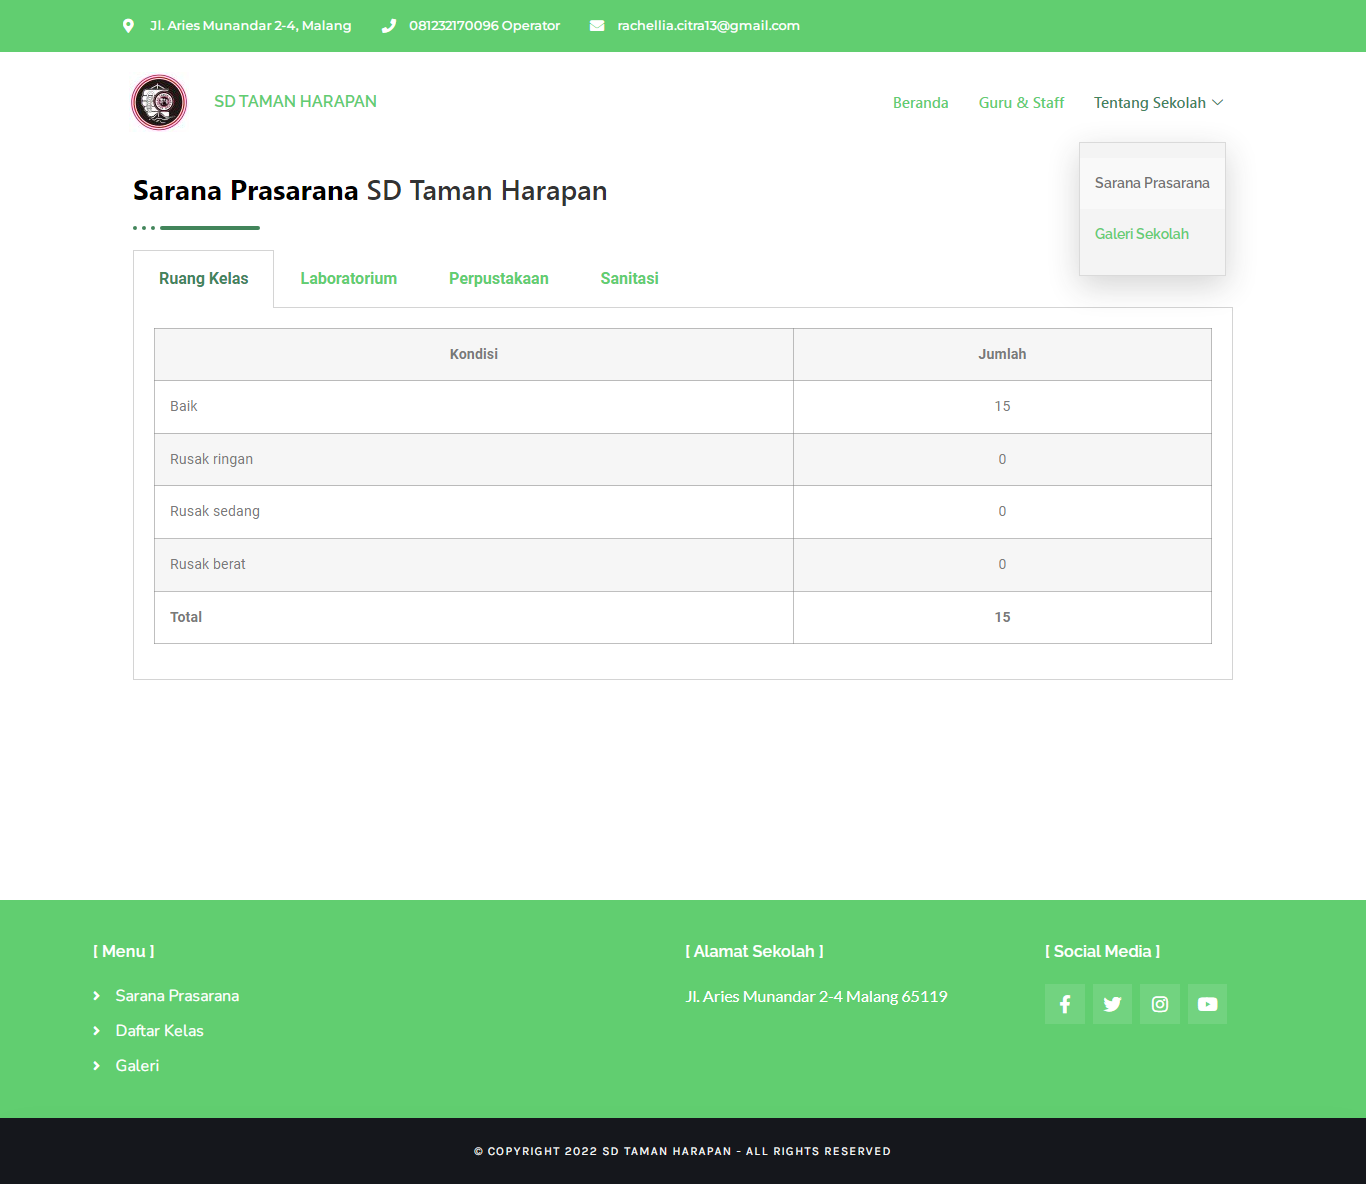 Jl. Aries Munandar 2-4, Malang 081232170096 Operator rachellia.citra13@gmail.com
SD TAMAN HARAPAN Beranda Guru & Staff Tentang Sekolah
Sarana Prasarana
Galeri Sekolah
Sarana Prasarana SD Taman Harapan
Ruang Kelas Laboratorium Perpustakaan Sanitasi
Kondisi Jumlah
Baik 15
Rusak ringan 0
Rusak sedang 0
Rusak berat 0
Total 15
[ Menu ]
Sarana Prasarana
Daftar Kelas
Galeri
[ Alamat Sekolah ]
Jl. Aries Munandar 2-4 Malang 65119
[ Social Media ]
© COPYRIGHT 2022 SD TAMAN HARAPAN - ALL RIGHTS RESERVED